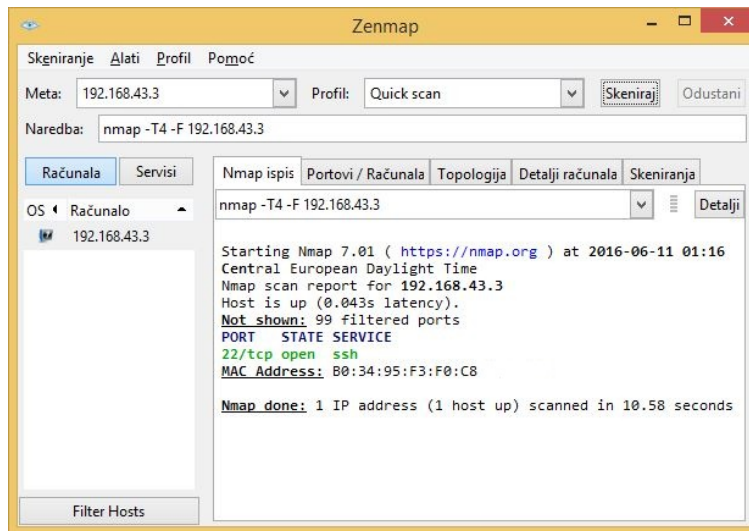 Zenmap
Skeniranje Alati Profil Pomoć
Meta: 192.168.43.3 Profil: Quick scan Skeniraj Odustani
Naredba: nmap -T4 -F 192.168.43.3
Računala Servisi
OS Računalo
192.168.43.3
Filter Hosts
Nmap ispis Portovi / Računala Topologija Detalji računala Skeniranja
nmap -T4 -F 192.168.43.3 Detalji
Starting Nmap 7.01 ( https://nmap.org ) at 2016-06-11 01:16
Central European Daylight Time
Nmap scan report for 192.168.43.3
Host is up (0.043s latency).
Not shown: 99 filtered ports
PORT STATE SERVICE
22/tcp open ssh
MAC Address: B0:34:95:F3:F0:C8
Nmap done: 1 IP address (1 host up) scanned in 10.58 seconds